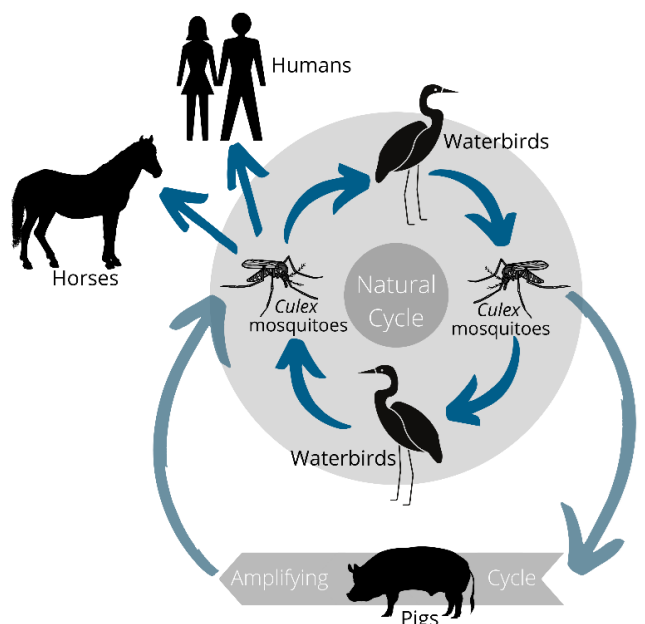 Humans
Waterbirds
Horses
Natural
Cycle
Culex
mosquitoes
Culex
mosquitoes
Waterbirds
Amplifying Cycle
Pigs